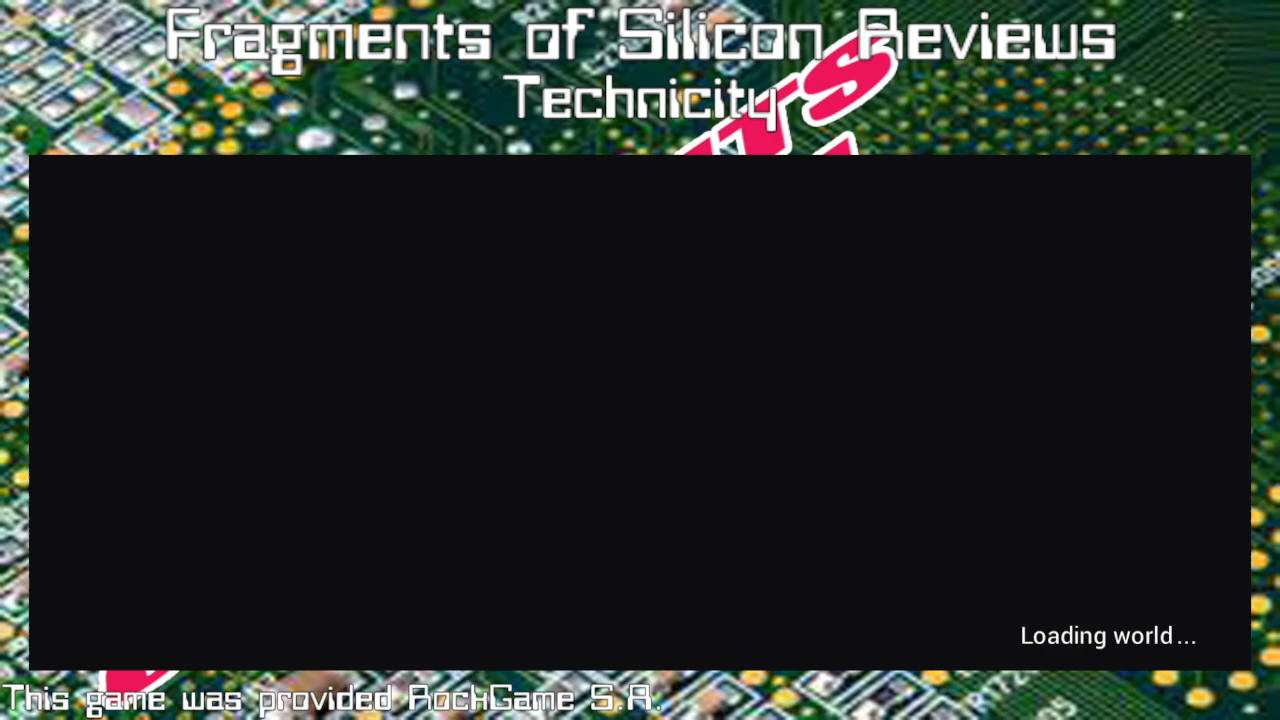 Fragments of Silicon Reviews
Technicity
Loading world...
This game was provided RockGame S.A.